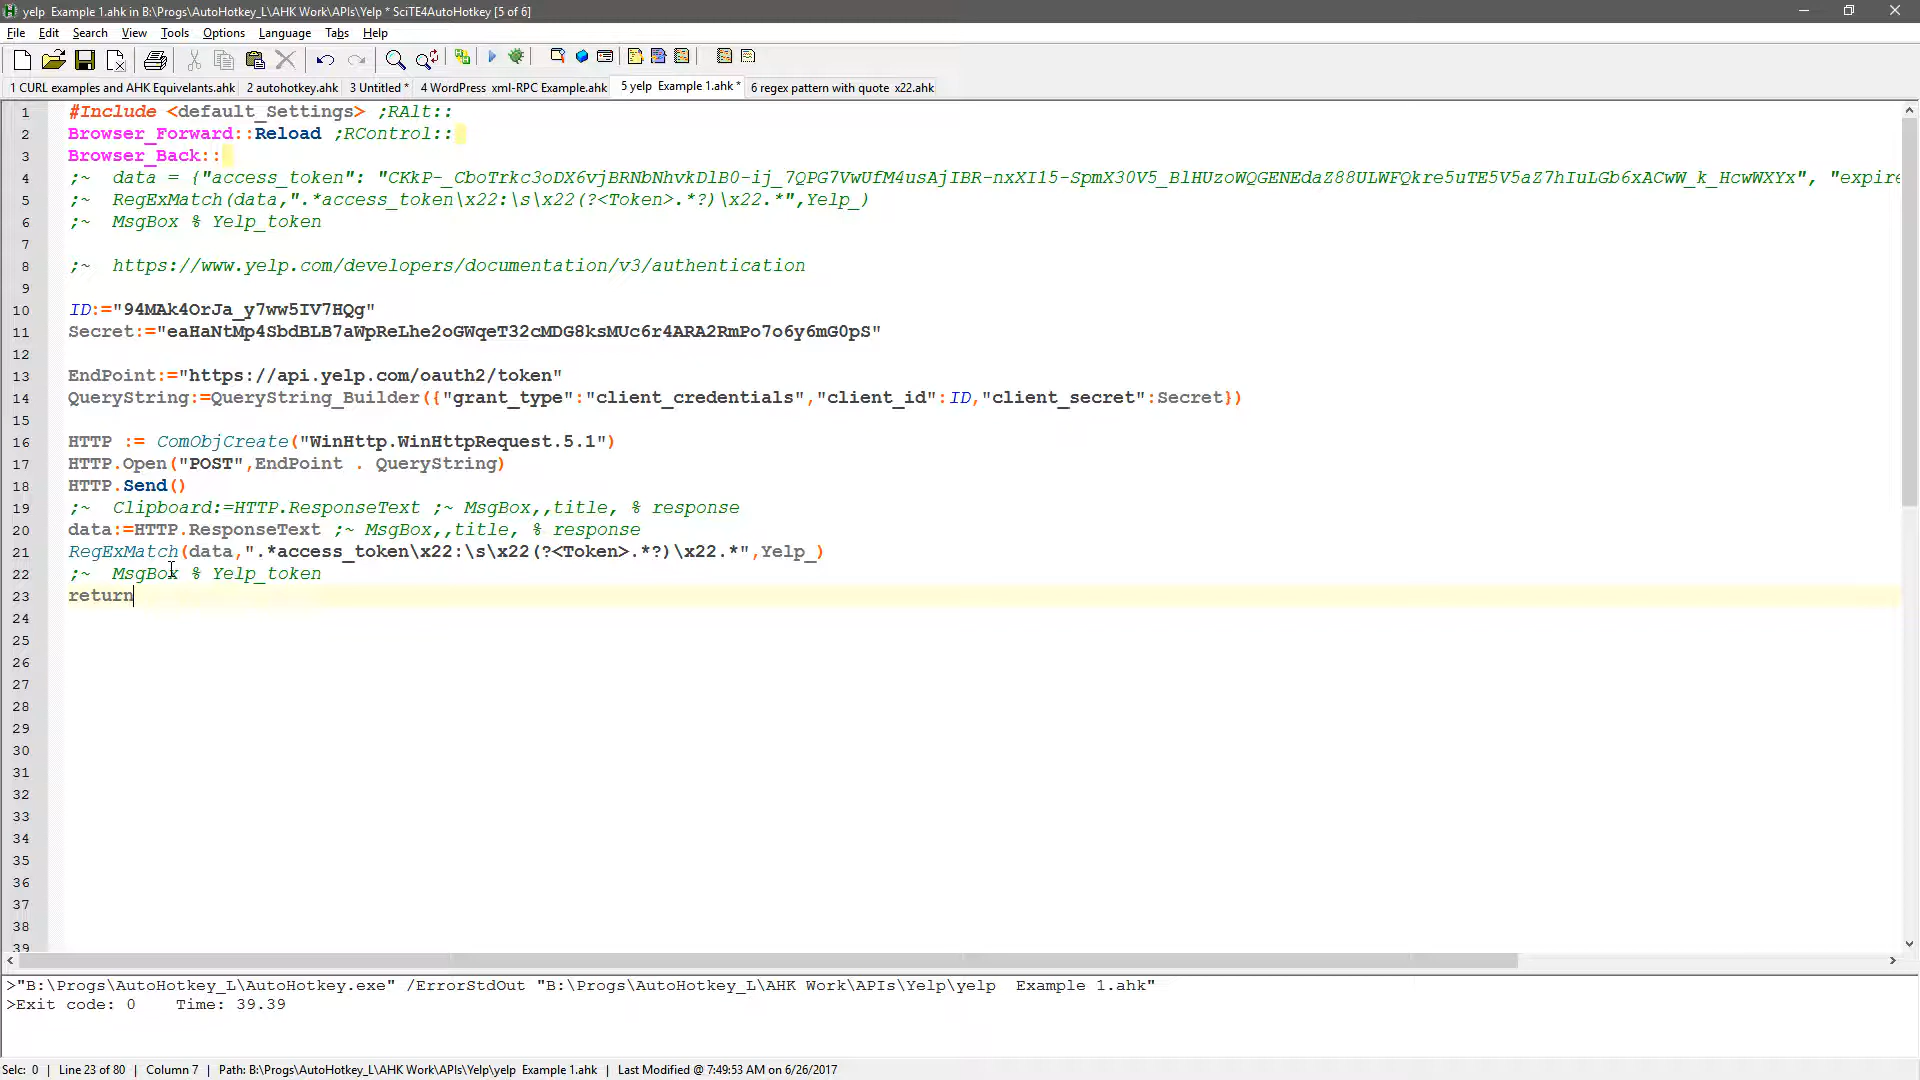 yelp  Example 1.ahk in B:\Progs\AutoHotkey_L\AHK Work\APIs\Yelp * SciTE4AutoHotkey [5 of 6]
File Edit Search View Tools Options Language Tabs Help
1 CURL examples and AHK Equivelants.ahk 2 autohotkey.ahk 3 Untitled * 4 WordPress  xml-RPC Example.ahk 5 yelp  Example 1.ahk * 6 regex pattern with quote  x22.ahk
1 #Include <default_Settings> ;RAlt::
2 Browser_Forward::Reload ;RControl::
3 Browser_Back::
4 ;~  data = {"access_token": "CKkP-_CboTrkc3oDX6vjBRNbNhvkDlB0-ij_7QPG7VwUfM4usAjIBR-nxXI15-SpmX30V5_BlHUzoWQGENEdaZ88ULWFQkre5uTE5V5aZ7hIuLGb6xACwW_k_HcwWXYx", "expire
5 ;~  RegExMatch(data,".*access_token\x22:\s\x22(?<Token>.*?)\x22.*",Yelp_)
6 ;~  MsgBox % Yelp_token
7
8 ;~  https://www.yelp.com/developers/documentation/v3/authentication
9
10 ID:="94MAk4OrJa_y7ww5IV7HQg"
11 Secret:="eaHaNtMp4SbdBLB7aWpReLhe2oGWqeT32cMDG8ksMUc6r4ARA2RmPo7o6y6mG0pS"
12
13 EndPoint:="https://api.yelp.com/oauth2/token"
14 QueryString:=QueryString_Builder({"grant_type":"client_credentials","client_id":ID,"client_secret":Secret})
15
16 HTTP := ComObjCreate("WinHttp.WinHttpRequest.5.1")
17 HTTP.Open("POST",EndPoint . QueryString)
18 HTTP.Send()
19 ;~  Clipboard:=HTTP.ResponseText ;~ MsgBox,,title, % response
20 data:=HTTP.ResponseText ;~ MsgBox,,title, % response
21 RegExMatch(data,".*access_token\x22:\s\x22(?<Token>.*?)\x22.*",Yelp_)
22 ;~  MsgBox % Yelp_token
23 return
24
25
26
27
28
29
30
31
32
33
34
35
36
37
38
39
>"B:\Progs\AutoHotkey_L\AutoHotkey.exe" /ErrorStdOut "B:\Progs\AutoHotkey_L\AHK Work\APIs\Yelp\yelp  Example 1.ahk"
>Exit code: 0    Time: 39.39
Selc: 0 | Line 23 of 80 | Column 7 | Path: B:\Progs\AutoHotkey_L\AHK Work\APIs\Yelp\yelp  Example 1.ahk | Last Modified @ 7:49:53 AM on 6/26/2017